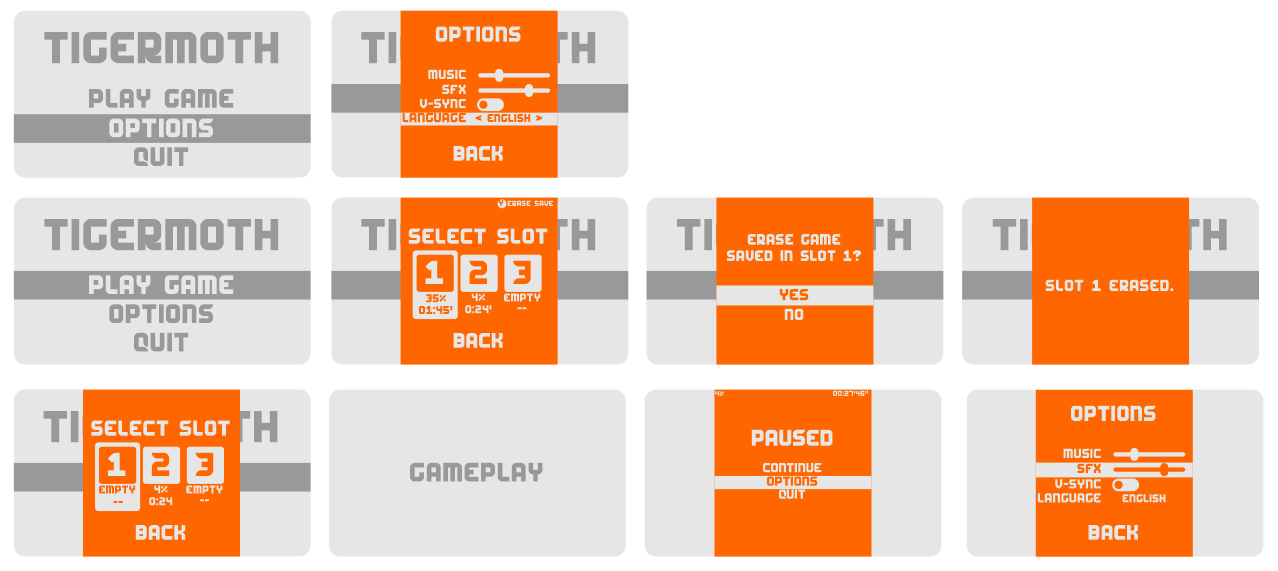 TIGERMOTH
PLAY GAME
OPTIONS
QUIT
TI TH
OPTIONS
MUSIC
SFX
V-SYNC
LANGUAGE < ENGLISH >
BACK
TIGERMOTH
PLAY GAME
OPTIONS
QUIT
TI TH
Y ERASE SAVE
SELECT SLOT
1 2 3
35% 4% EMPTY
01:45' 0:24' --
BACK
TI TH
ERASE GAME
SAVED IN SLOT 1?
YES
NO
TI TH
SLOT 1 ERASED.
TI TH
SELECT SLOT
1 2 3
EMPTY 4% EMPTY
-- 0:24 --
BACK
GAMEPLAY
4% 00:27'45"
PAUSED
CONTINUE
OPTIONS
QUIT
OPTIONS
MUSIC
SFX
V-SYNC
LANGUAGE ENGLISH
BACK